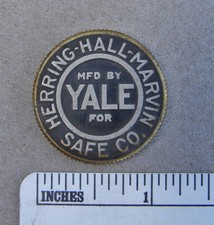 HERRING-HALL-MARVIN
MFD BY
YALE
FOR
SAFE CO.
INCHES 1